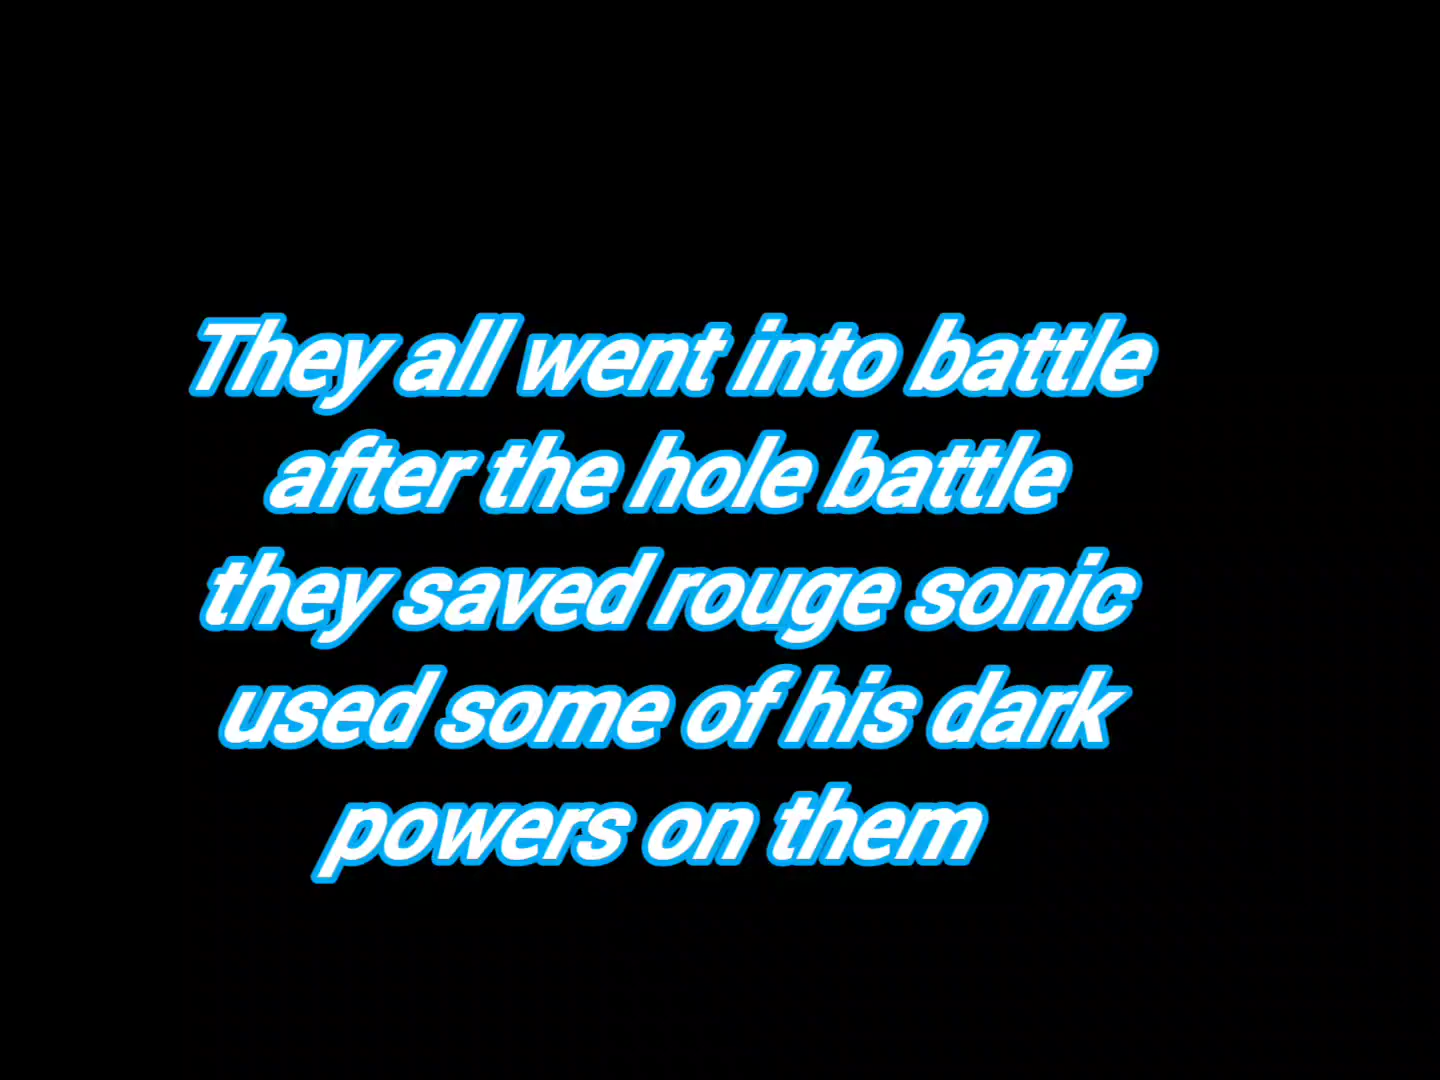 They all went into battle
after the hole battle
they saved rouge sonic
used some of his dark
powers on them